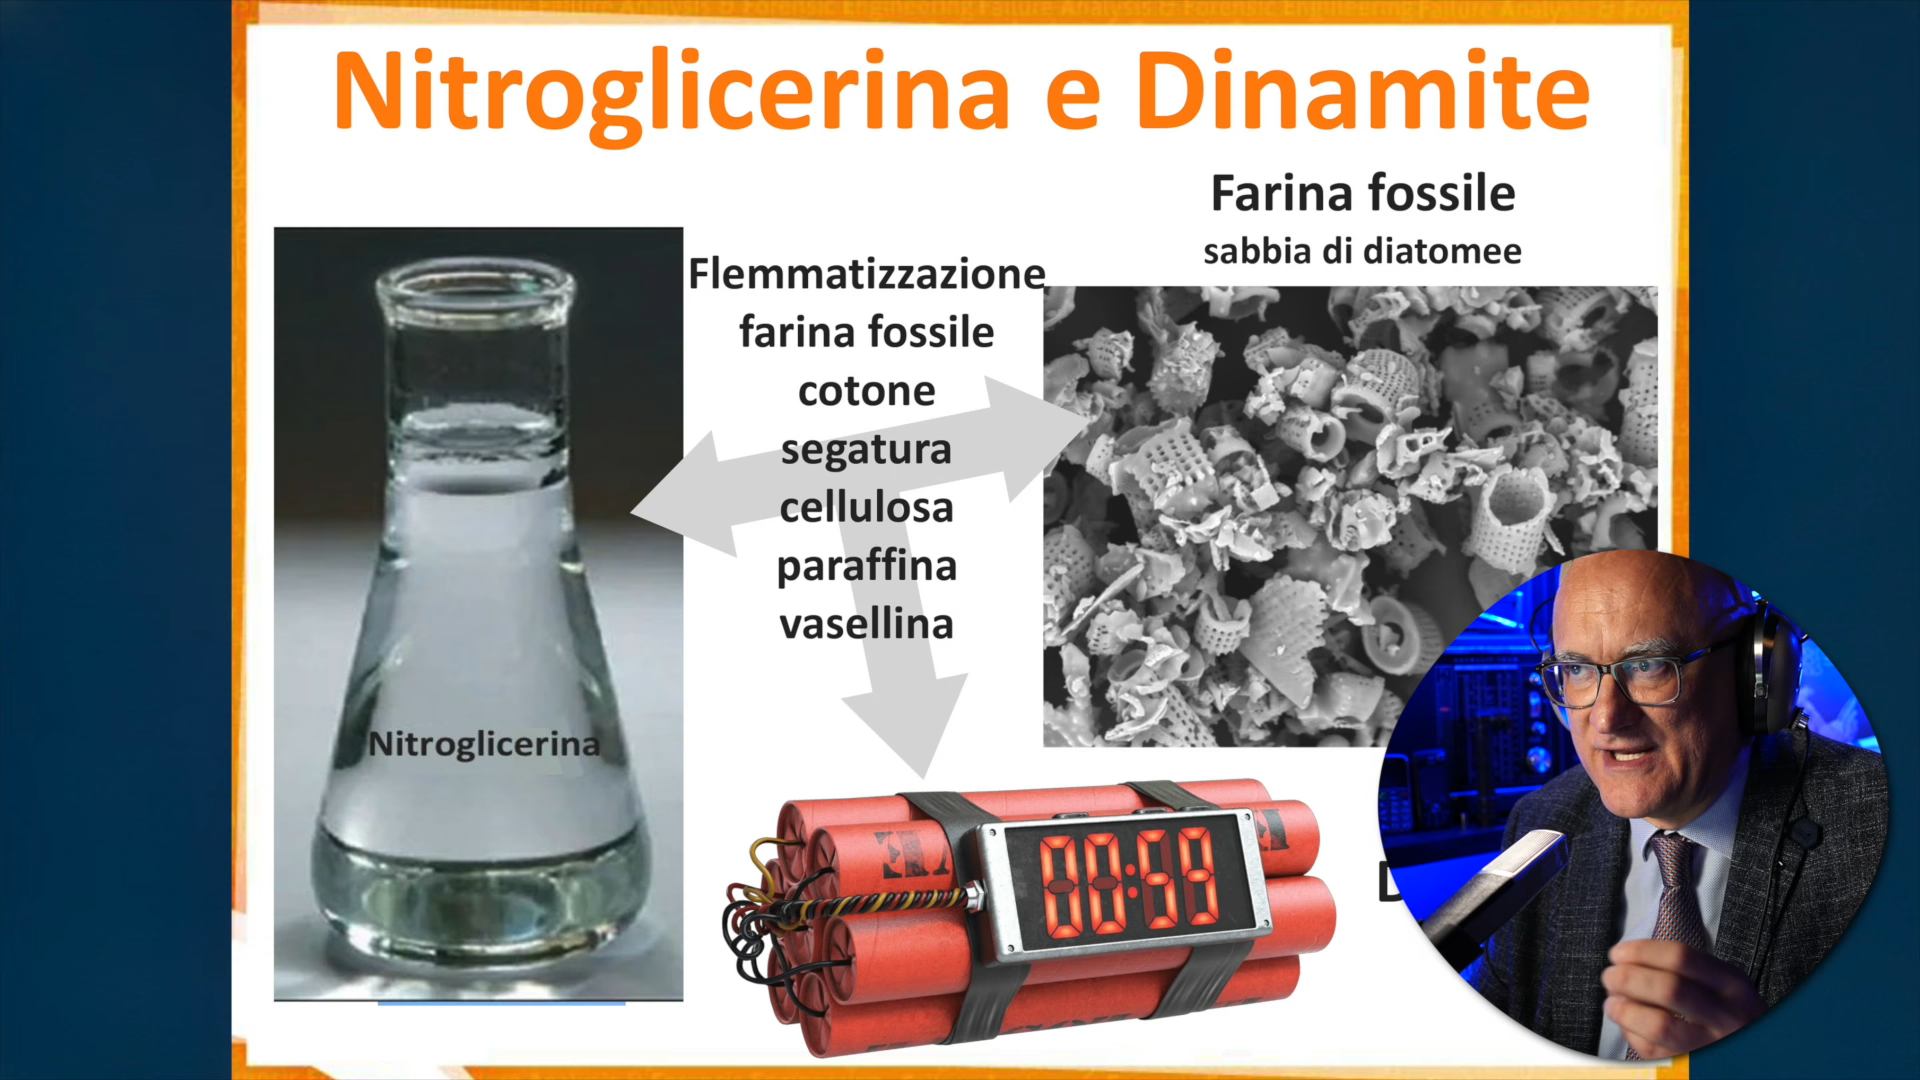 Nitroglicerina e Dinamite
Farina fossile
sabbia di diatomee
Flemmatizzazione
farina fossile
cotone
segatura
cellulosa
paraffina
vasellina
Nitroglicerina
00:59